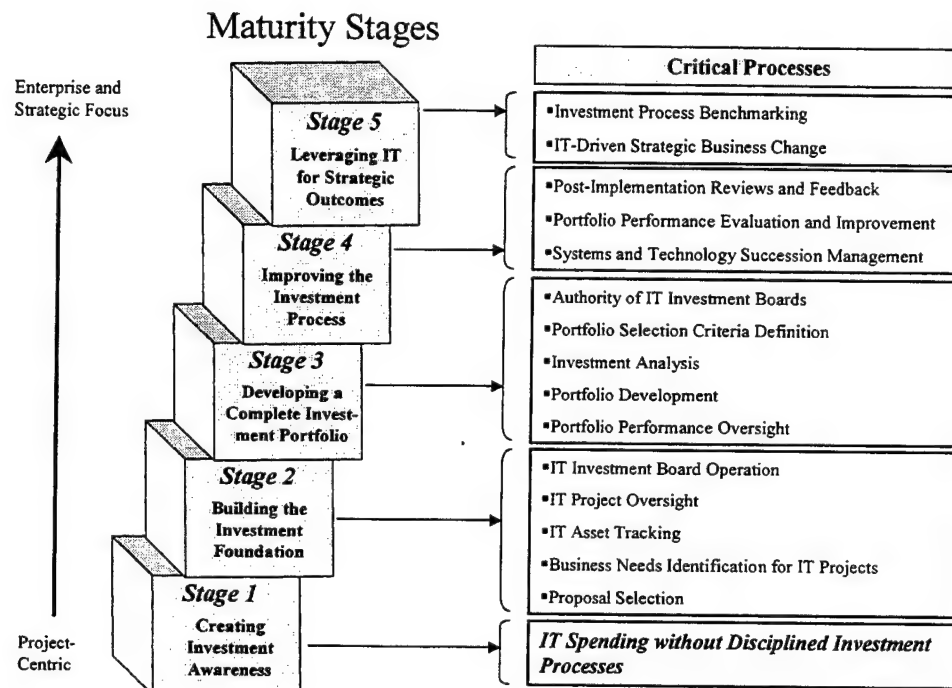 Maturity Stages
Enterprise and
Strategic Focus
Project-
Centric
Stage 5
Leveraging IT
for Strategic
Outcomes
Stage 4
Improving the
Investment
Process
Stage 3
Developing a
Complete Invest-
ment Portfolio
Stage 2
Building the
Investment
Foundation
Stage 1
Creating
Investment
Awareness
Critical Processes
▪Investment Process Benchmarking
▪IT-Driven Strategic Business Change
▪Post-Implementation Reviews and Feedback
▪Portfolio Performance Evaluation and Improvement
▪Systems and Technology Succession Management
▪Authority of IT Investment Boards
▪Portfolio Selection Criteria Definition
▪Investment Analysis
▪Portfolio Development
▪Portfolio Performance Oversight
▪IT Investment Board Operation
▪IT Project Oversight
▪IT Asset Tracking
▪Business Needs Identification for IT Projects
▪Proposal Selection
IT Spending without Disciplined Investment
Processes